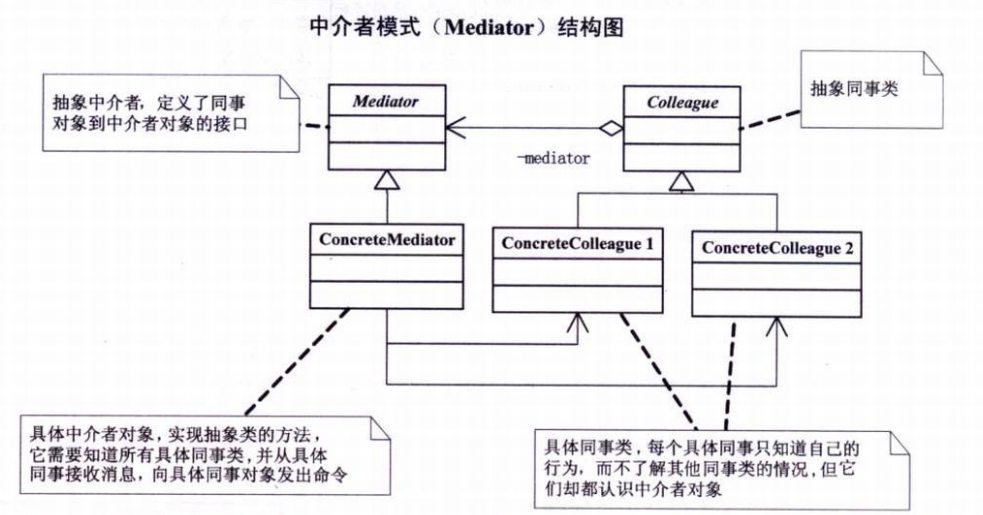 中介者模式（Mediator）结构图
抽象中介者，定义了同事
对象到中介者对象的接口
Mediator
Colleague
抽象同事类
-mediator
ConcreteMediator
ConcreteColleague 1
ConcreteColleague 2
具体中介者对象，实现抽象类的方法，
它需要知道所有具体同事类，并从具体
同事接收消息，向具体同事对象发出命令
具体同事类，每个具体同事只知道自己的
行为，而不了解其他同事类的情况，但它
们却都认识中介者对象